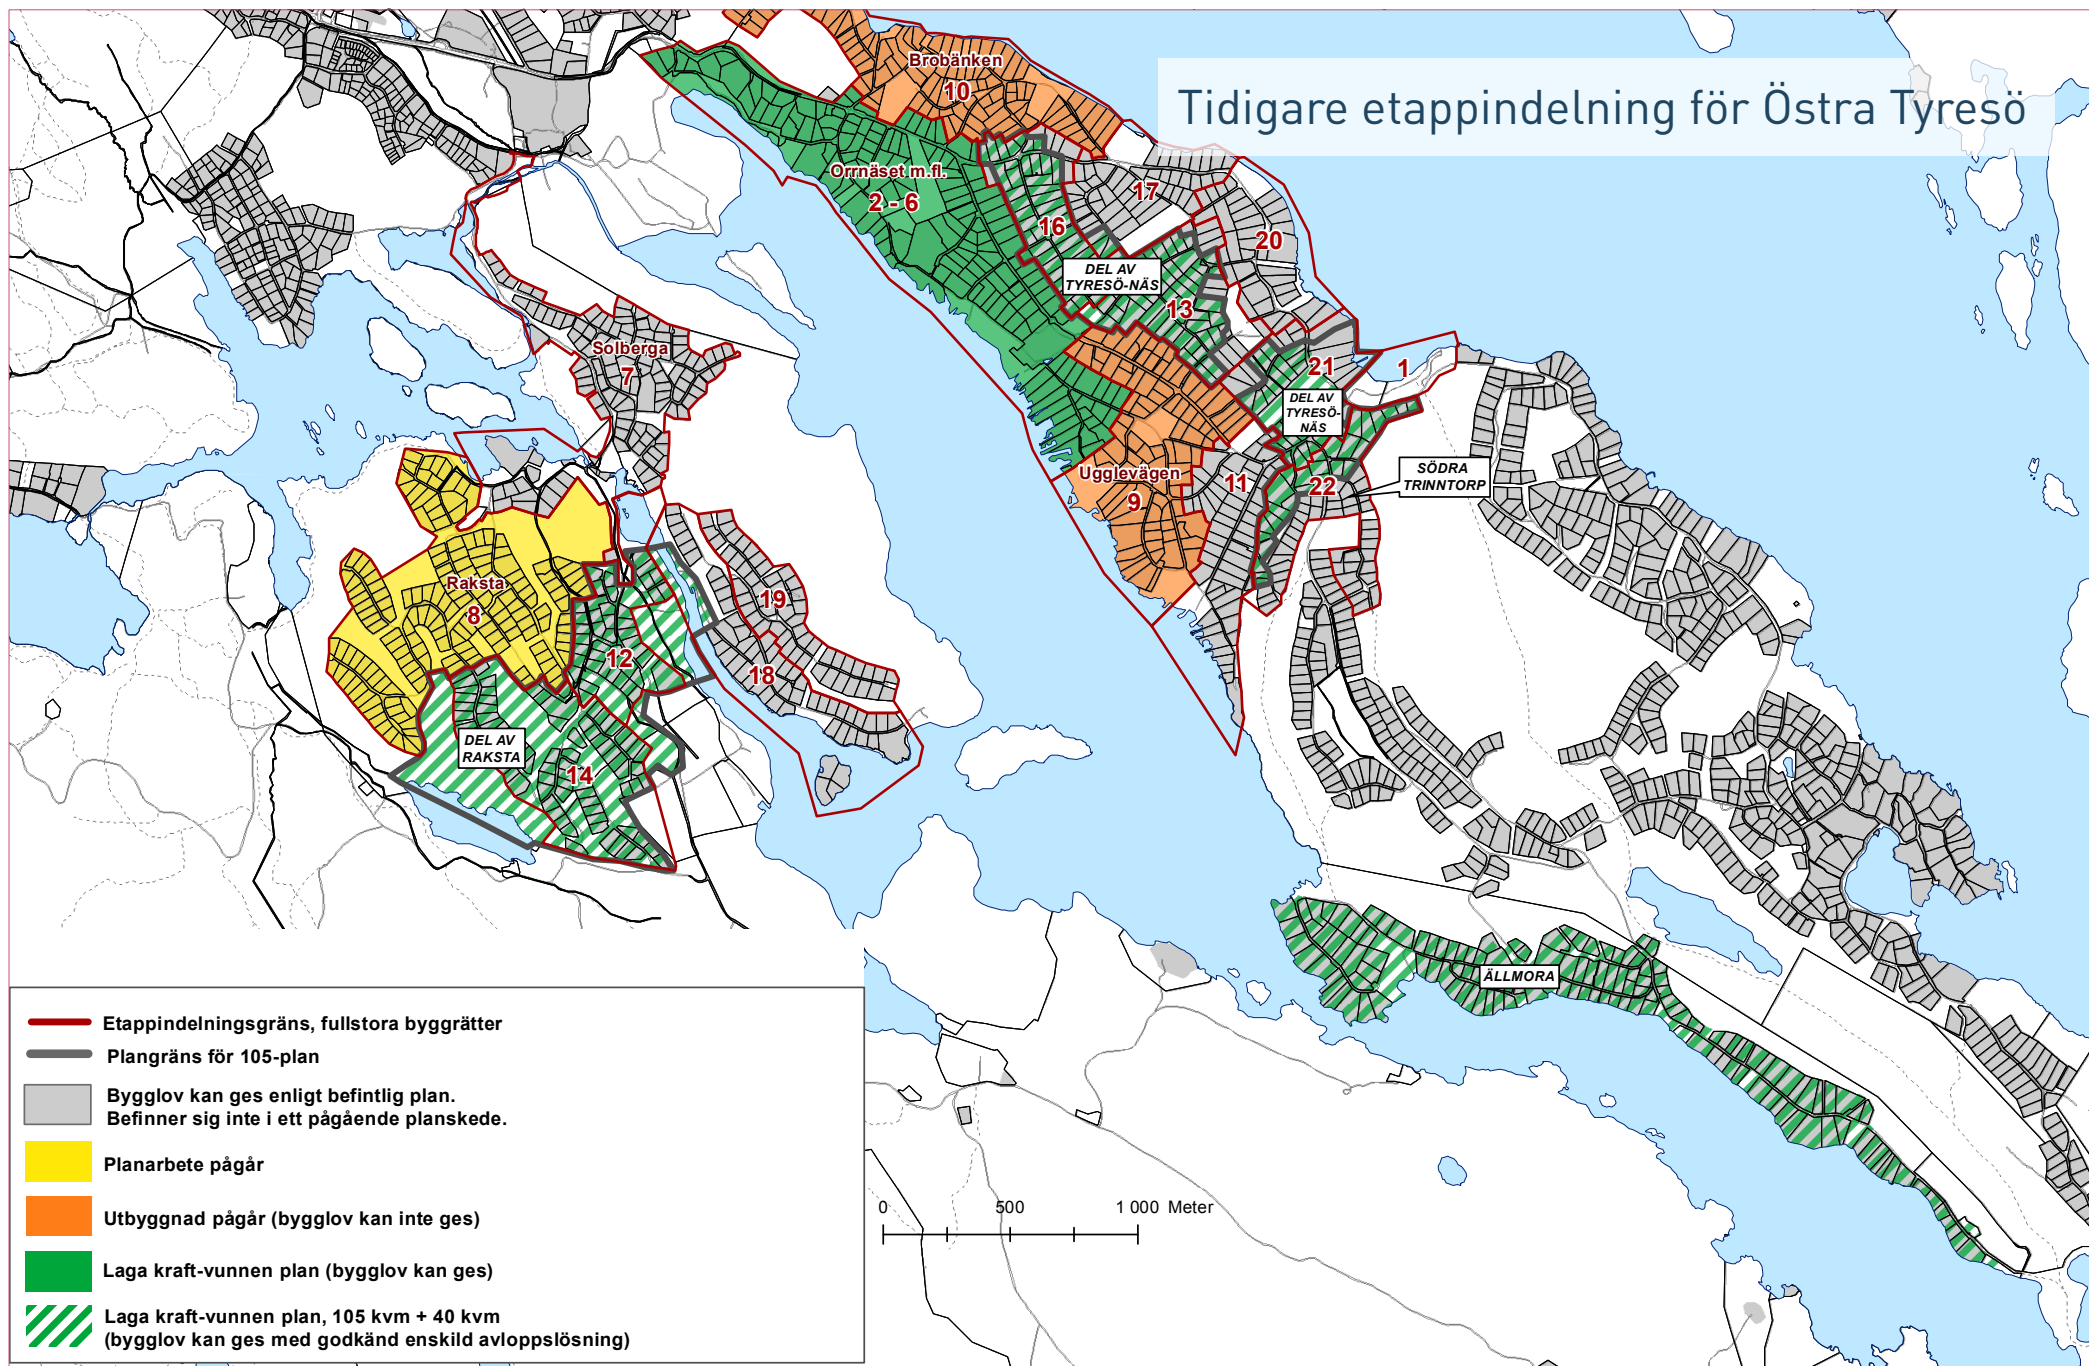 Tidigare etappindelning för Östra Tyresö
Brobänken
10
Orrnäset m.fl.
2 - 6
17
16
20
DEL AV
TYRESÖ-NÄS
13
Solberga
7
21
1
DEL AV
TYRESÖ-
NÄS
SÖDRA
TRINNTORP
Ugglevägen
9
11
22
Raksta
8
19
12
18
DEL AV
RAKSTA
14
ÄLLMORA
Etappindelningsgräns, fullstora byggrätter
Plangräns för 105-plan
Bygglov kan ges enligt befintlig plan.
Befinner sig inte i ett pågående planskede.
Planarbete pågår
Utbyggnad pågår (bygglov kan inte ges)
Laga kraft-vunnen plan (bygglov kan ges)
Laga kraft-vunnen plan, 105 kvm + 40 kvm
(bygglov kan ges med godkänd enskild avloppslösning)
0 500 1 000 Meter